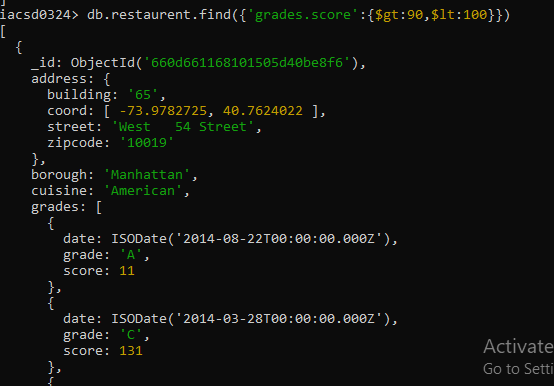 iacsd0324> db.restaurent.find({'grades.score':{$gt:90,$lt:100}})
[
  {
    _id: ObjectId('660d661168101505d40be8f6'),
    address: {
      building: '65',
      coord: [ -73.9782725, 40.7624022 ],
      street: 'West   54 Street',
      zipcode: '10019'
    },
    borough: 'Manhattan',
    cuisine: 'American',
    grades: [
      {
        date: ISODate('2014-08-22T00:00:00.000Z'),
        grade: 'A',
        score: 11
      },
      {
        date: ISODate('2014-03-28T00:00:00.000Z'),
        grade: 'C',
        score: 131
      },
      {
Activate
Go to Setti